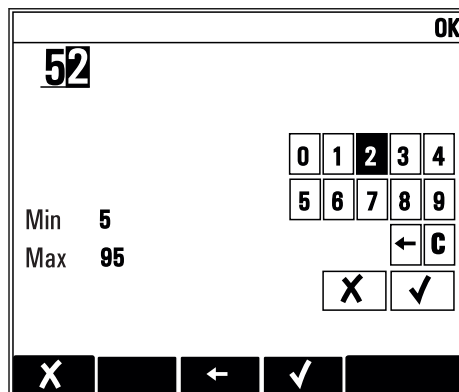 OK
52
0 1 2 3 4
5 6 7 8 9
Min 5
← C
Max 95
X ✓
X ← ✓